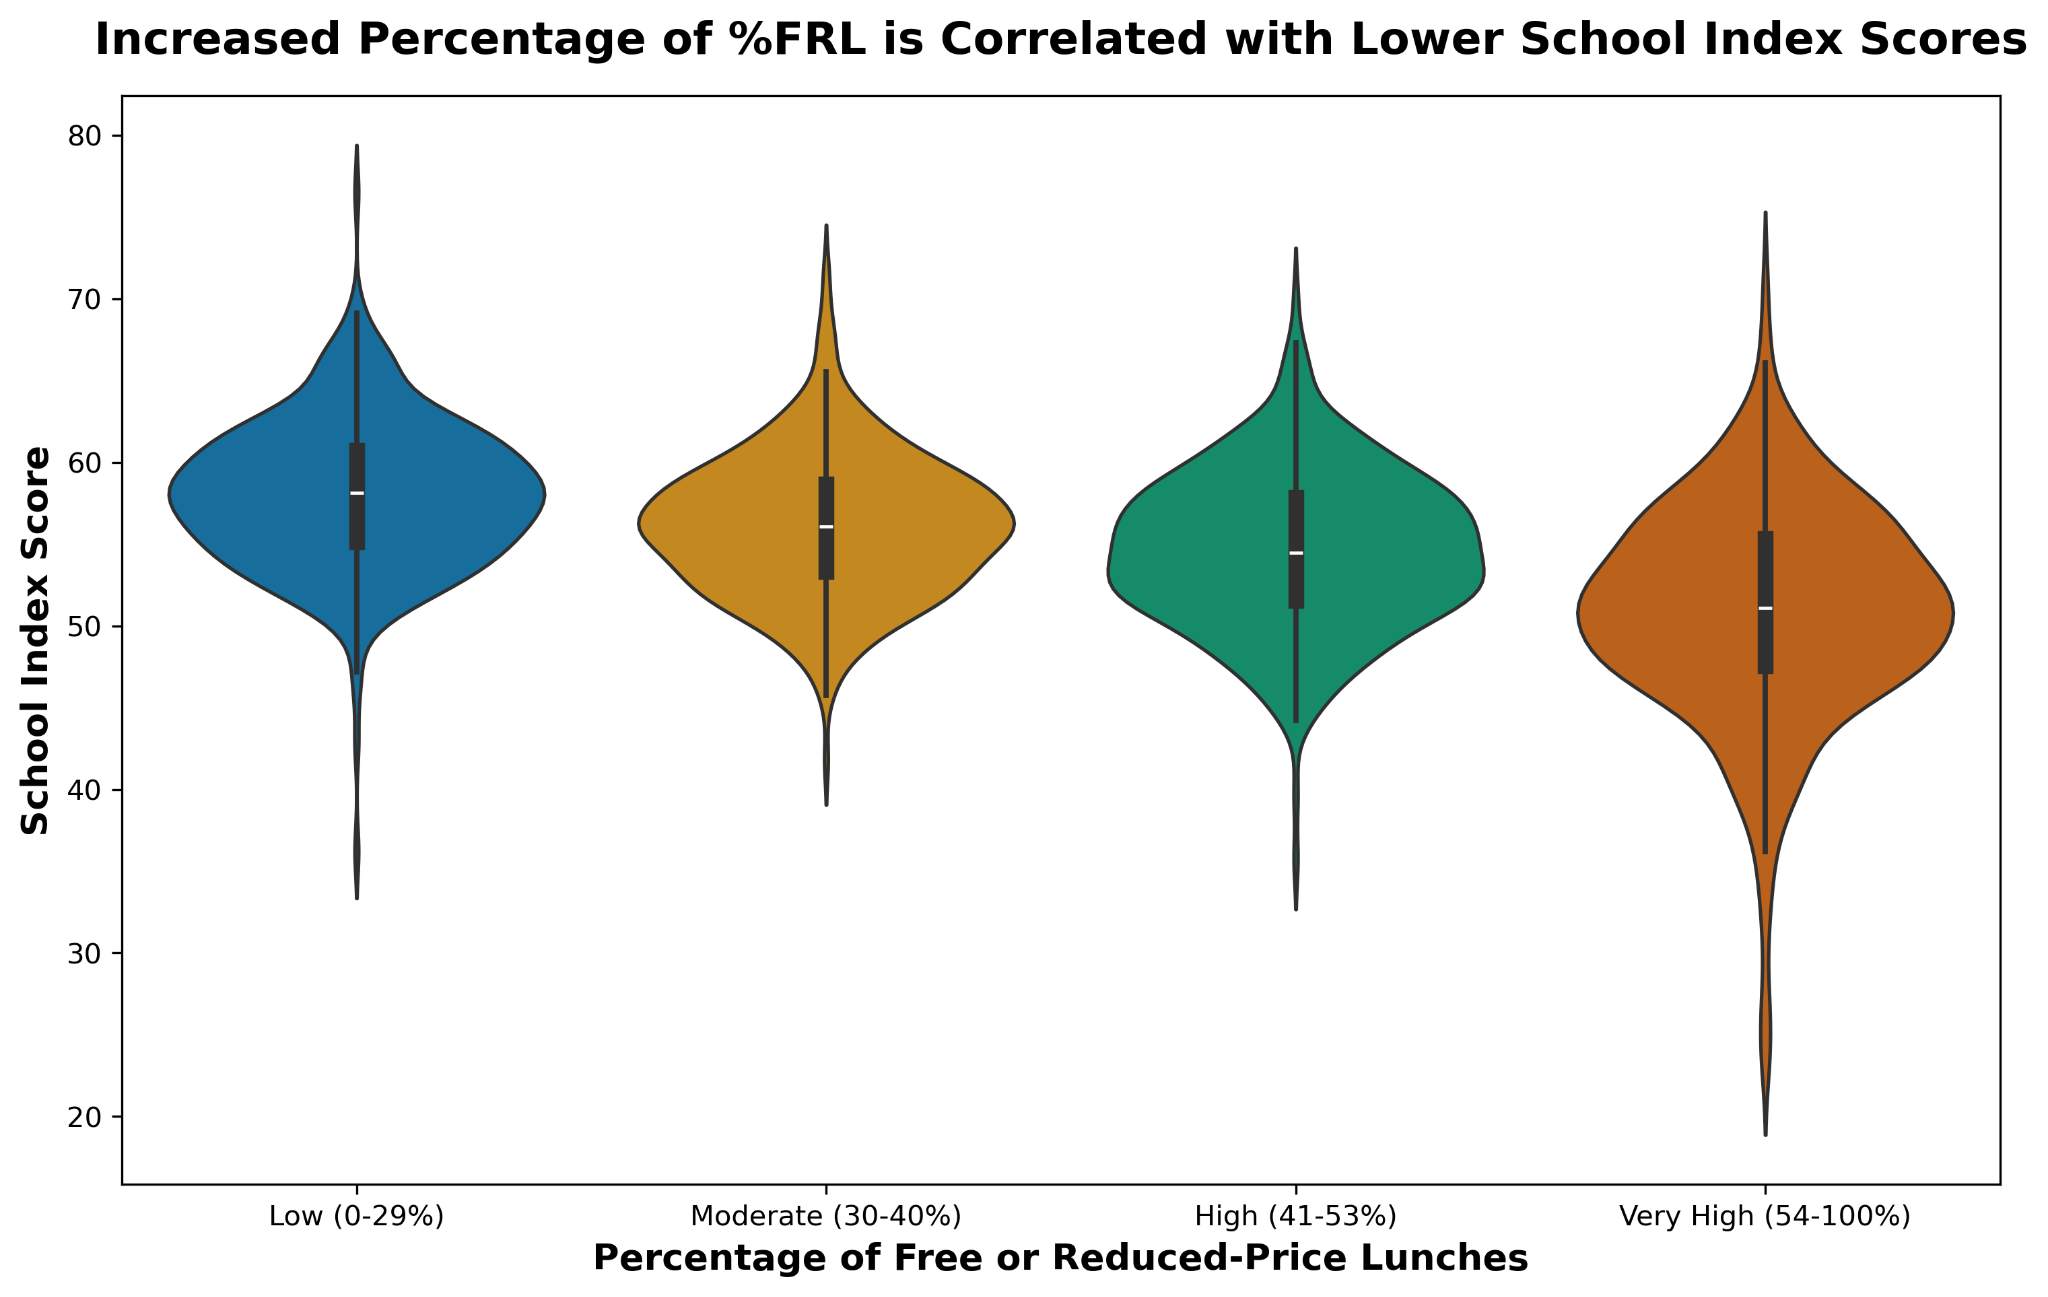 Increased Percentage of %FRL is Correlated with Lower School Index Scores
School Index Score
80
70
60
50
40
30
20
Low (0-29%)
Moderate (30-40%)
High (41-53%)
Very High (54-100%)
Percentage of Free or Reduced-Price Lunches